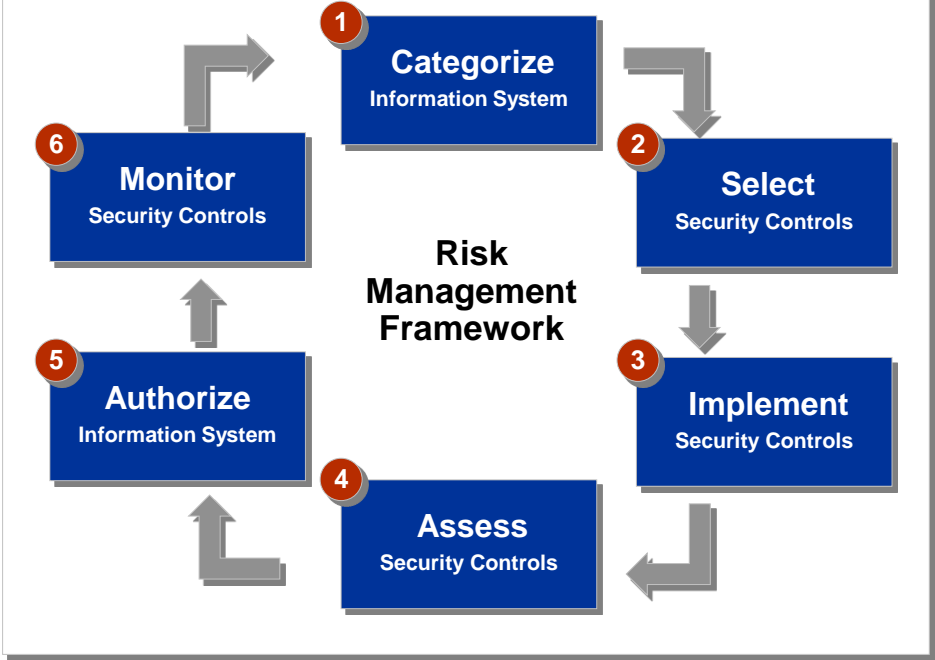 1
Categorize
Information System
2
Select
Security Controls
3
Implement
Security Controls
4
Assess
Security Controls
5
Authorize
Information System
6
Monitor
Security Controls
Risk
Management
Framework